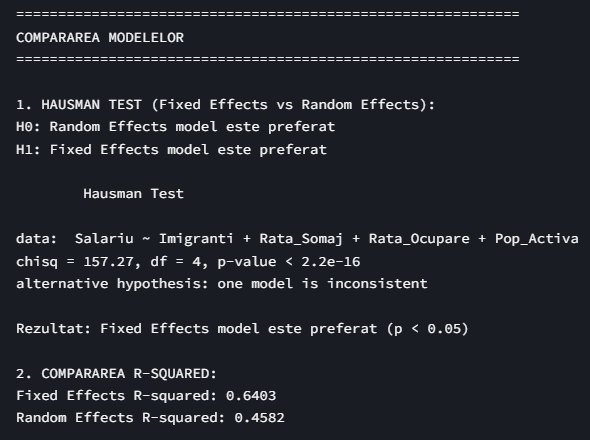 ============================================================
COMPARAREA MODELELOR
============================================================
1. HAUSMAN TEST (Fixed Effects vs Random Effects):
H0: Random Effects model este preferat
H1: Fixed Effects model este preferat
Hausman Test
data:  Salariu ~ Imigranti + Rata_Somaj + Rata_Ocupare + Pop_Activa
chisq = 157.27, df = 4, p-value < 2.2e-16
alternative hypothesis: one model is inconsistent
Rezultat: Fixed Effects model este preferat (p < 0.05)
2. COMPARAREA R-SQUARED:
Fixed Effects R-squared: 0.6403
Random Effects R-squared: 0.4582